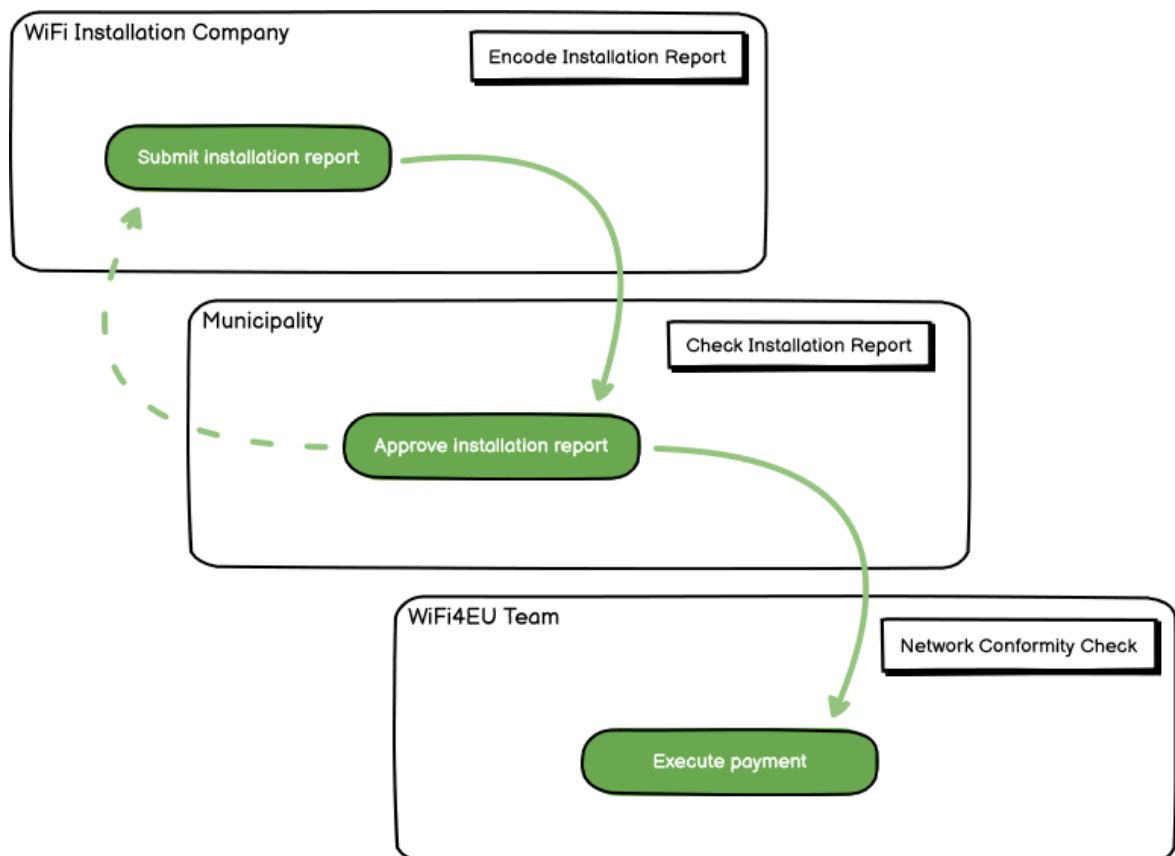 WiFi Installation Company
Encode Installation Report
Submit installation report
Municipality
Check Installation Report
Approve installation report
WiFi4EU Team
Network Conformity Check
Execute payment